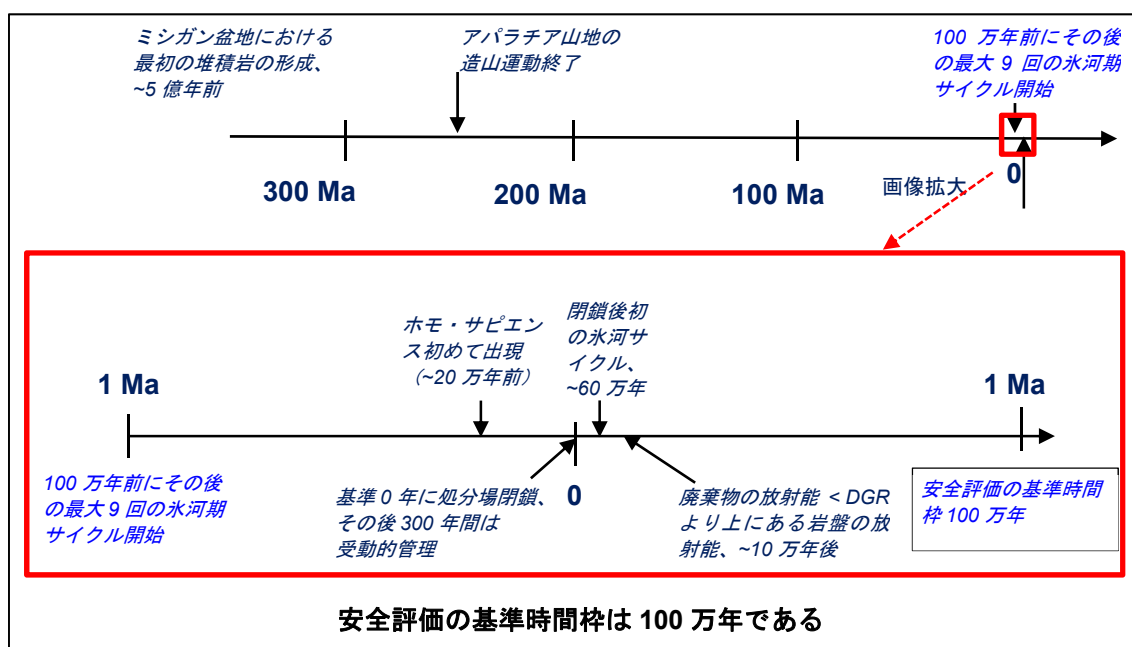 ミシガン盆地における
最初の堆積岩の形成、
~5 億年前
アパラチア山地の
造山運動終了
100 万年前にその後
の最大 9 回の氷河期
サイクル開始
300 Ma
200 Ma
100 Ma
0
画像拡大
1 Ma
ホモ・サピエン
ス初めて出現
（~20 万年前）
閉鎖後初
の氷河サ
イクル、
~60 万年
1 Ma
100 万年前にその後
の最大 9 回の氷河期
サイクル開始
基準 0 年に処分場閉鎖、
その後 300 年間は
受動的管理
0
廃棄物の放射能 < DGR
より上にある岩盤の放
射能、~10 万年後
安全評価の基準時間
枠 100 万年
安全評価の基準時間枠は 100 万年である